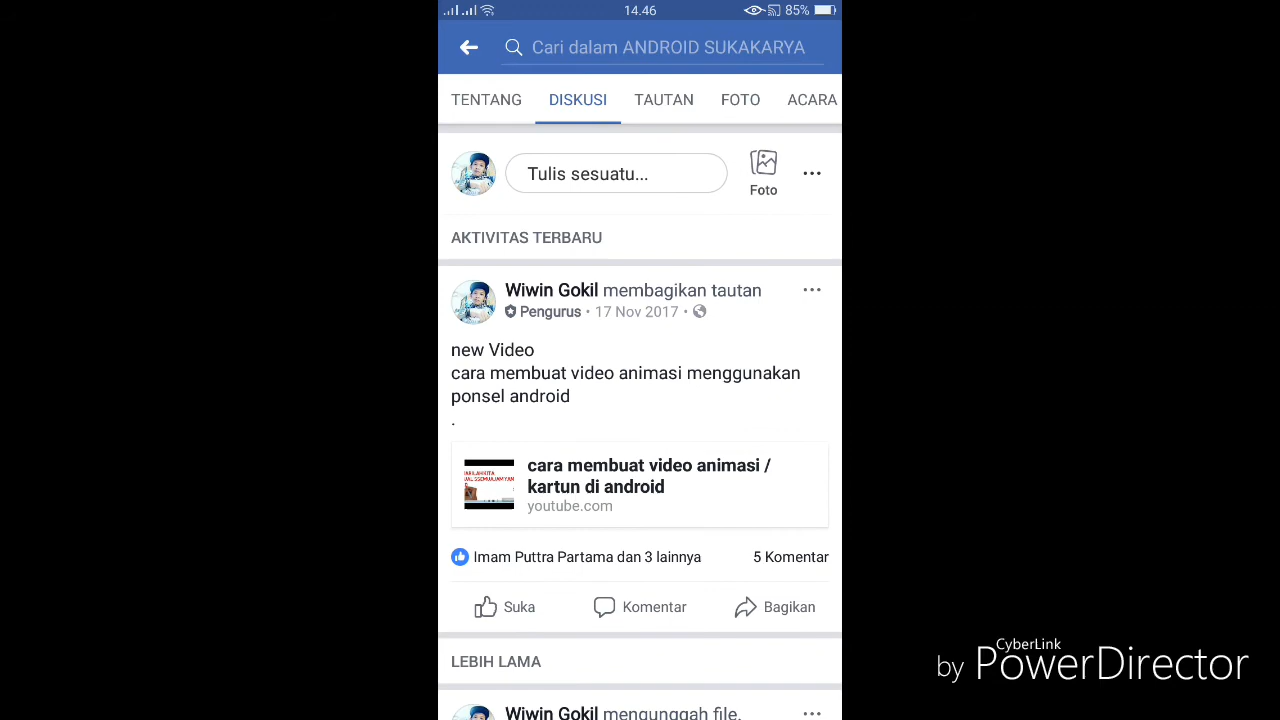 14.46
85%
Cari dalam ANDROID SUKAKARYA
TENTANG
DISKUSI
TAUTAN
FOTO
ACARA
Tulis sesuatu...
Foto
AKTIVITAS TERBARU
Wiwin Gokil membagikan tautan
Pengurus • 17 Nov 2017 •
new Video
cara membuat video animasi menggunakan
ponsel android
.
cara membuat video animasi /
kartun di android
youtube.com
Imam Puttra Partama dan 3 lainnya
5 Komentar
Suka
Komentar
Bagikan
LEBIH LAMA
Wiwin Gokil mengunggah file.
CyberLink
by PowerDirector